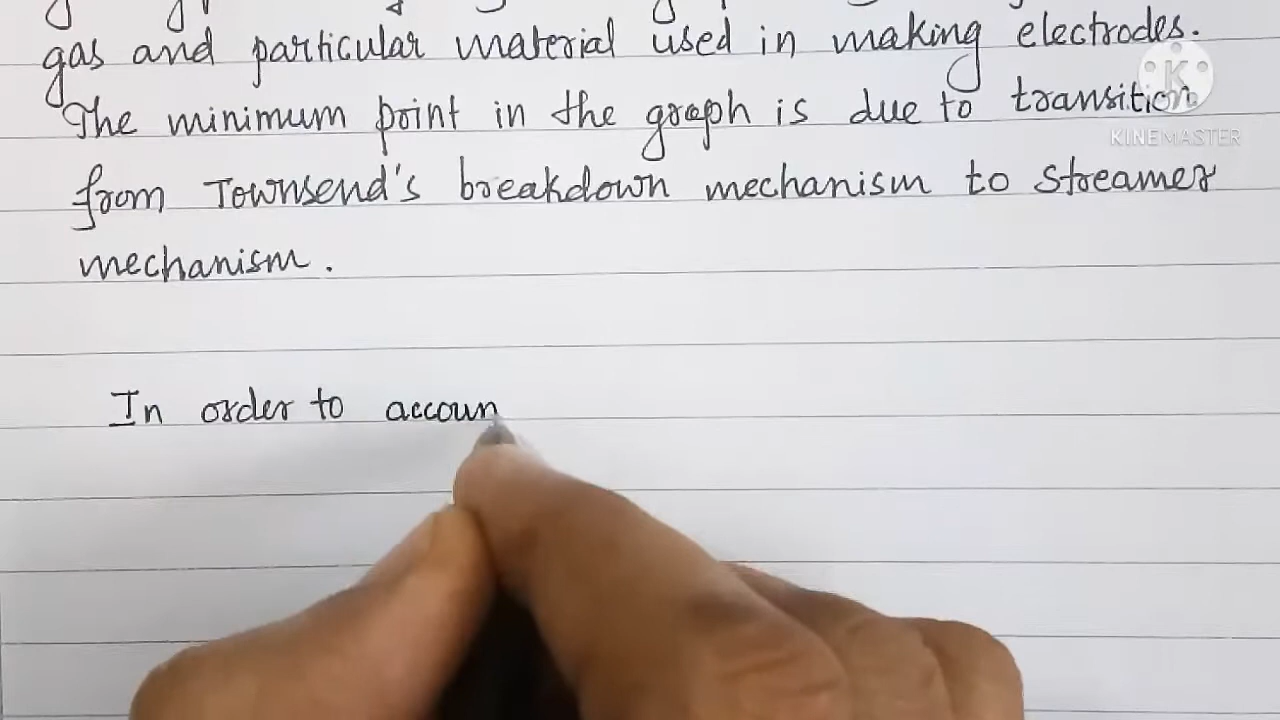 gas and particular material used in making electrodes.
The minimum point in the graph is due to transition
KINEMASTER
from Townsend's breakdown mechanism to streamer
mechanism.
In order to accoun